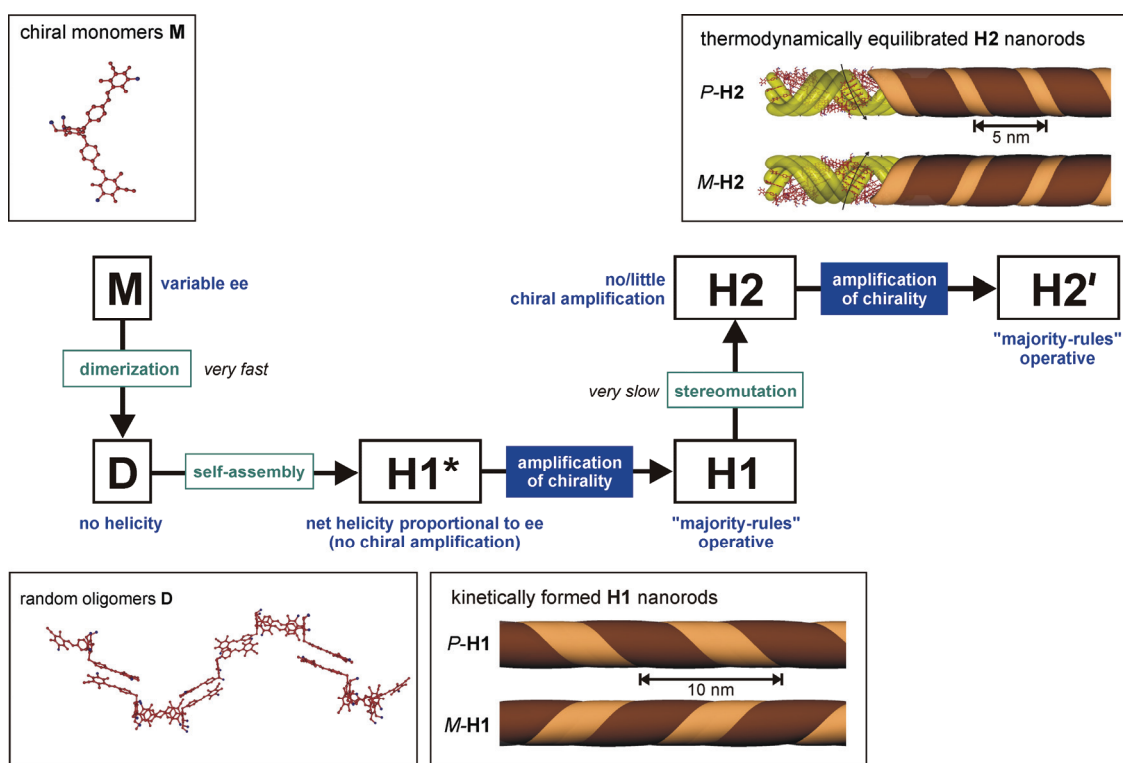 chiral monomers M
thermodynamically equilibrated H2 nanorods
P-H2
5 nm
M-H2
M
variable ee
no/little
chiral amplification
H2
amplification
of chirality
H2′
"majority-rules"
operative
dimerization
very fast
very slow
stereomutation
D
self-assembly
H1*
amplification
of chirality
H1
no helicity
net helicity proportional to ee
(no chiral amplification)
"majority-rules"
operative
random oligomers D
kinetically formed H1 nanorods
P-H1
10 nm
M-H1